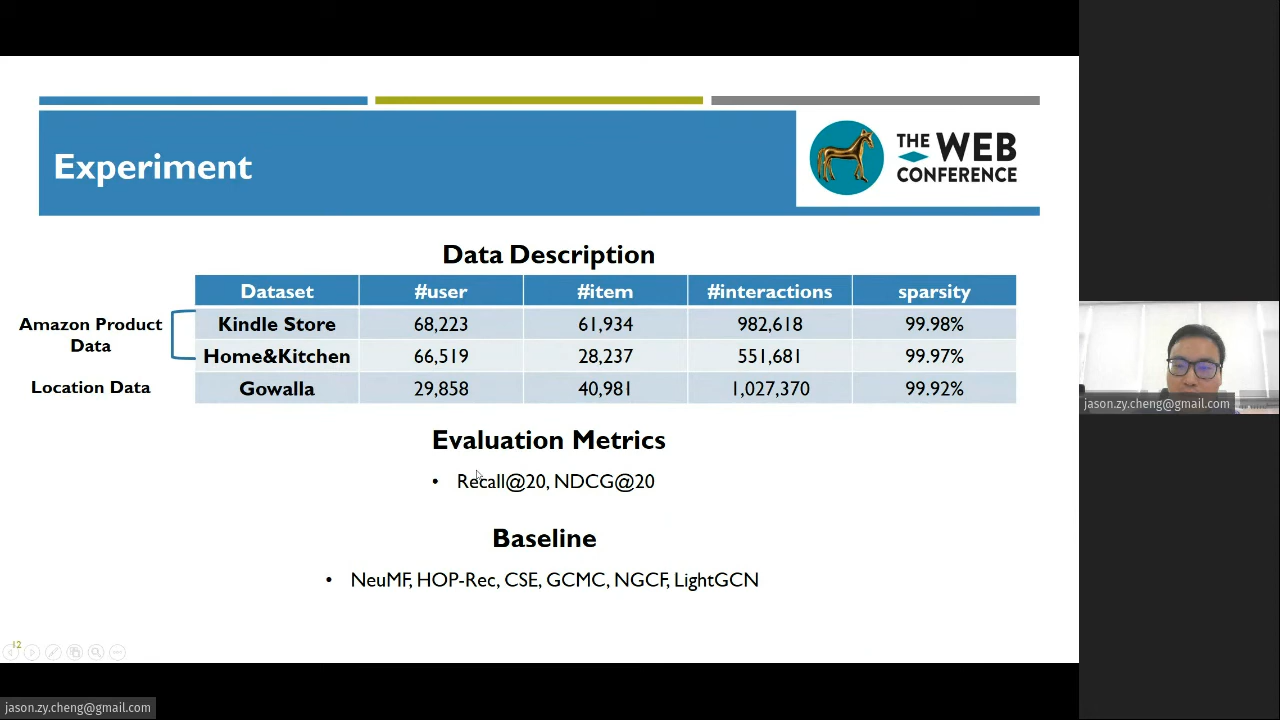 Experiment
THE WEB
CONFERENCE
Data Description
Dataset #user #item #interactions sparsity
Amazon Product
Data
Kindle Store 68,223 61,934 982,618 99.98%
Home&Kitchen 66,519 28,237 551,681 99.97%
Location Data
Gowalla 29,858 40,981 1,027,370 99.92%
Evaluation Metrics
• Recall@20, NDCG@20
Baseline
• NeuMF, HOP-Rec, CSE, GCMC, NGCF, LightGCN
12
jason.zy.cheng@gmail.com
jason.zy.cheng@gmail.com